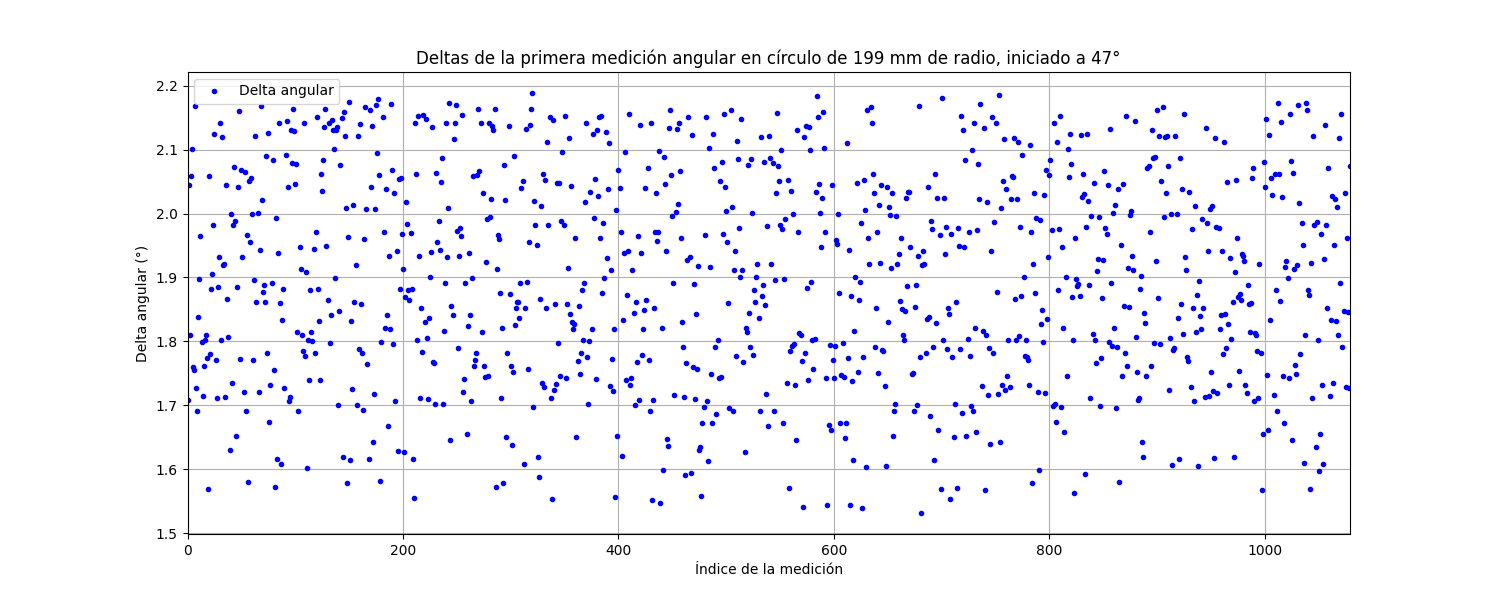 Deltas de la primera medición angular en círculo de 199 mm de radio, iniciado a 47°
Delta angular
Delta angular (°)
2.2
2.1
2.0
1.9
1.8
1.7
1.6
1.5
0 200 400 600 800 1000
Índice de la medición